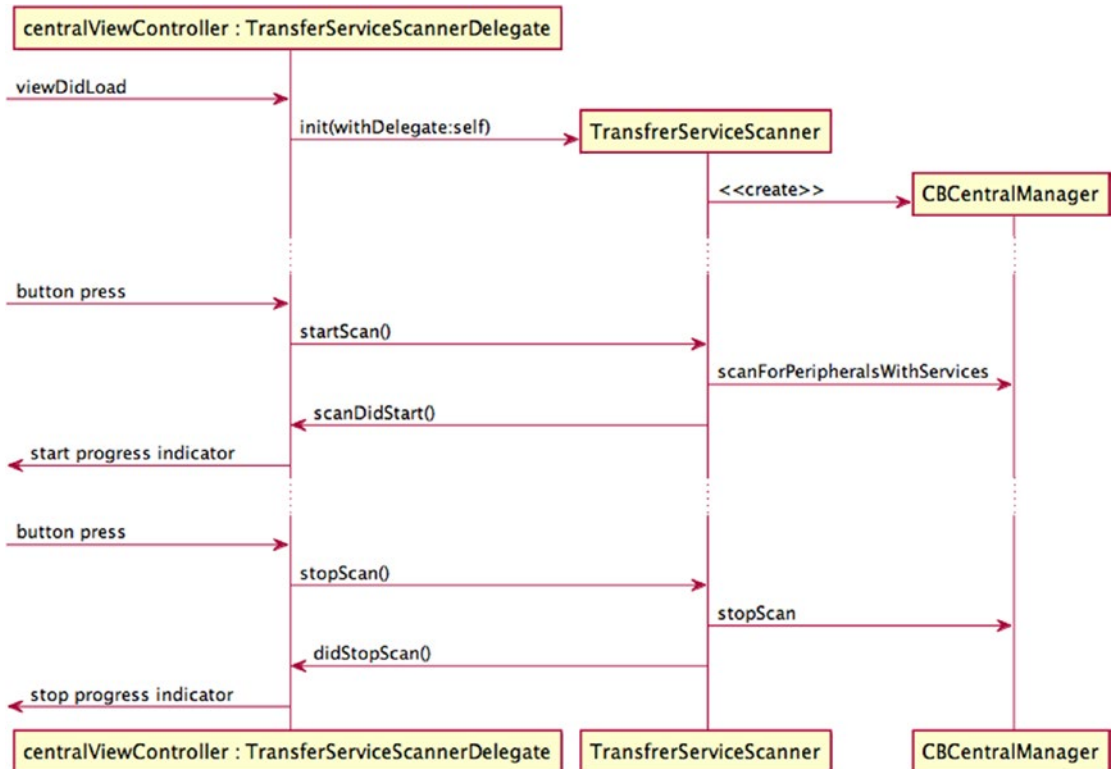 centralViewController : TransferServiceScannerDelegate
viewDidLoad
init(withDelegate:self)
TransfrerServiceScanner
<<create>>
CBCentralManager
button press
startScan()
scanForPeripheralsWithServices
scanDidStart()
start progress indicator
button press
stopScan()
stopScan
didStopScan()
stop progress indicator
centralViewController : TransferServiceScannerDelegate
TransfrerServiceScanner
CBCentralManager